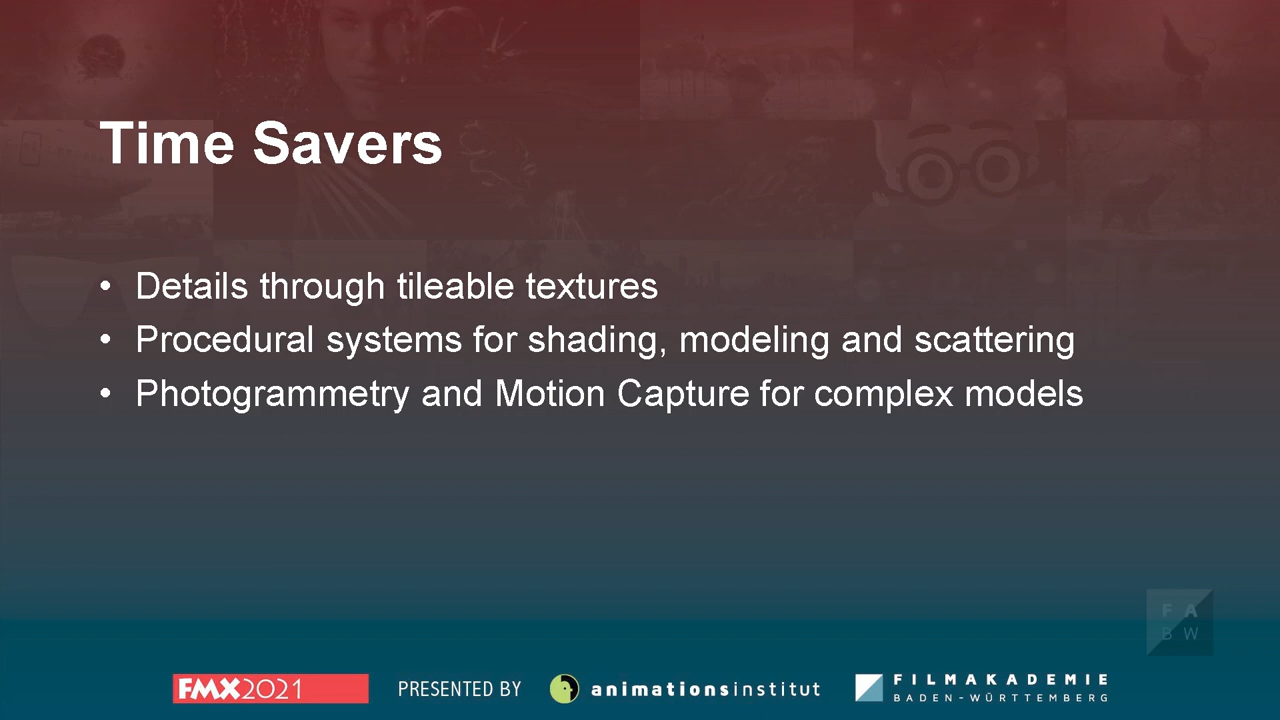 Time Savers
• Details through tileable textures
• Procedural systems for shading, modeling and scattering
• Photogrammetry and Motion Capture for complex models
F A
B W
FMX2021 PRESENTED BY animationsinstitut FILMAKADEMIE
BADEN-WÜRTTEMBERG